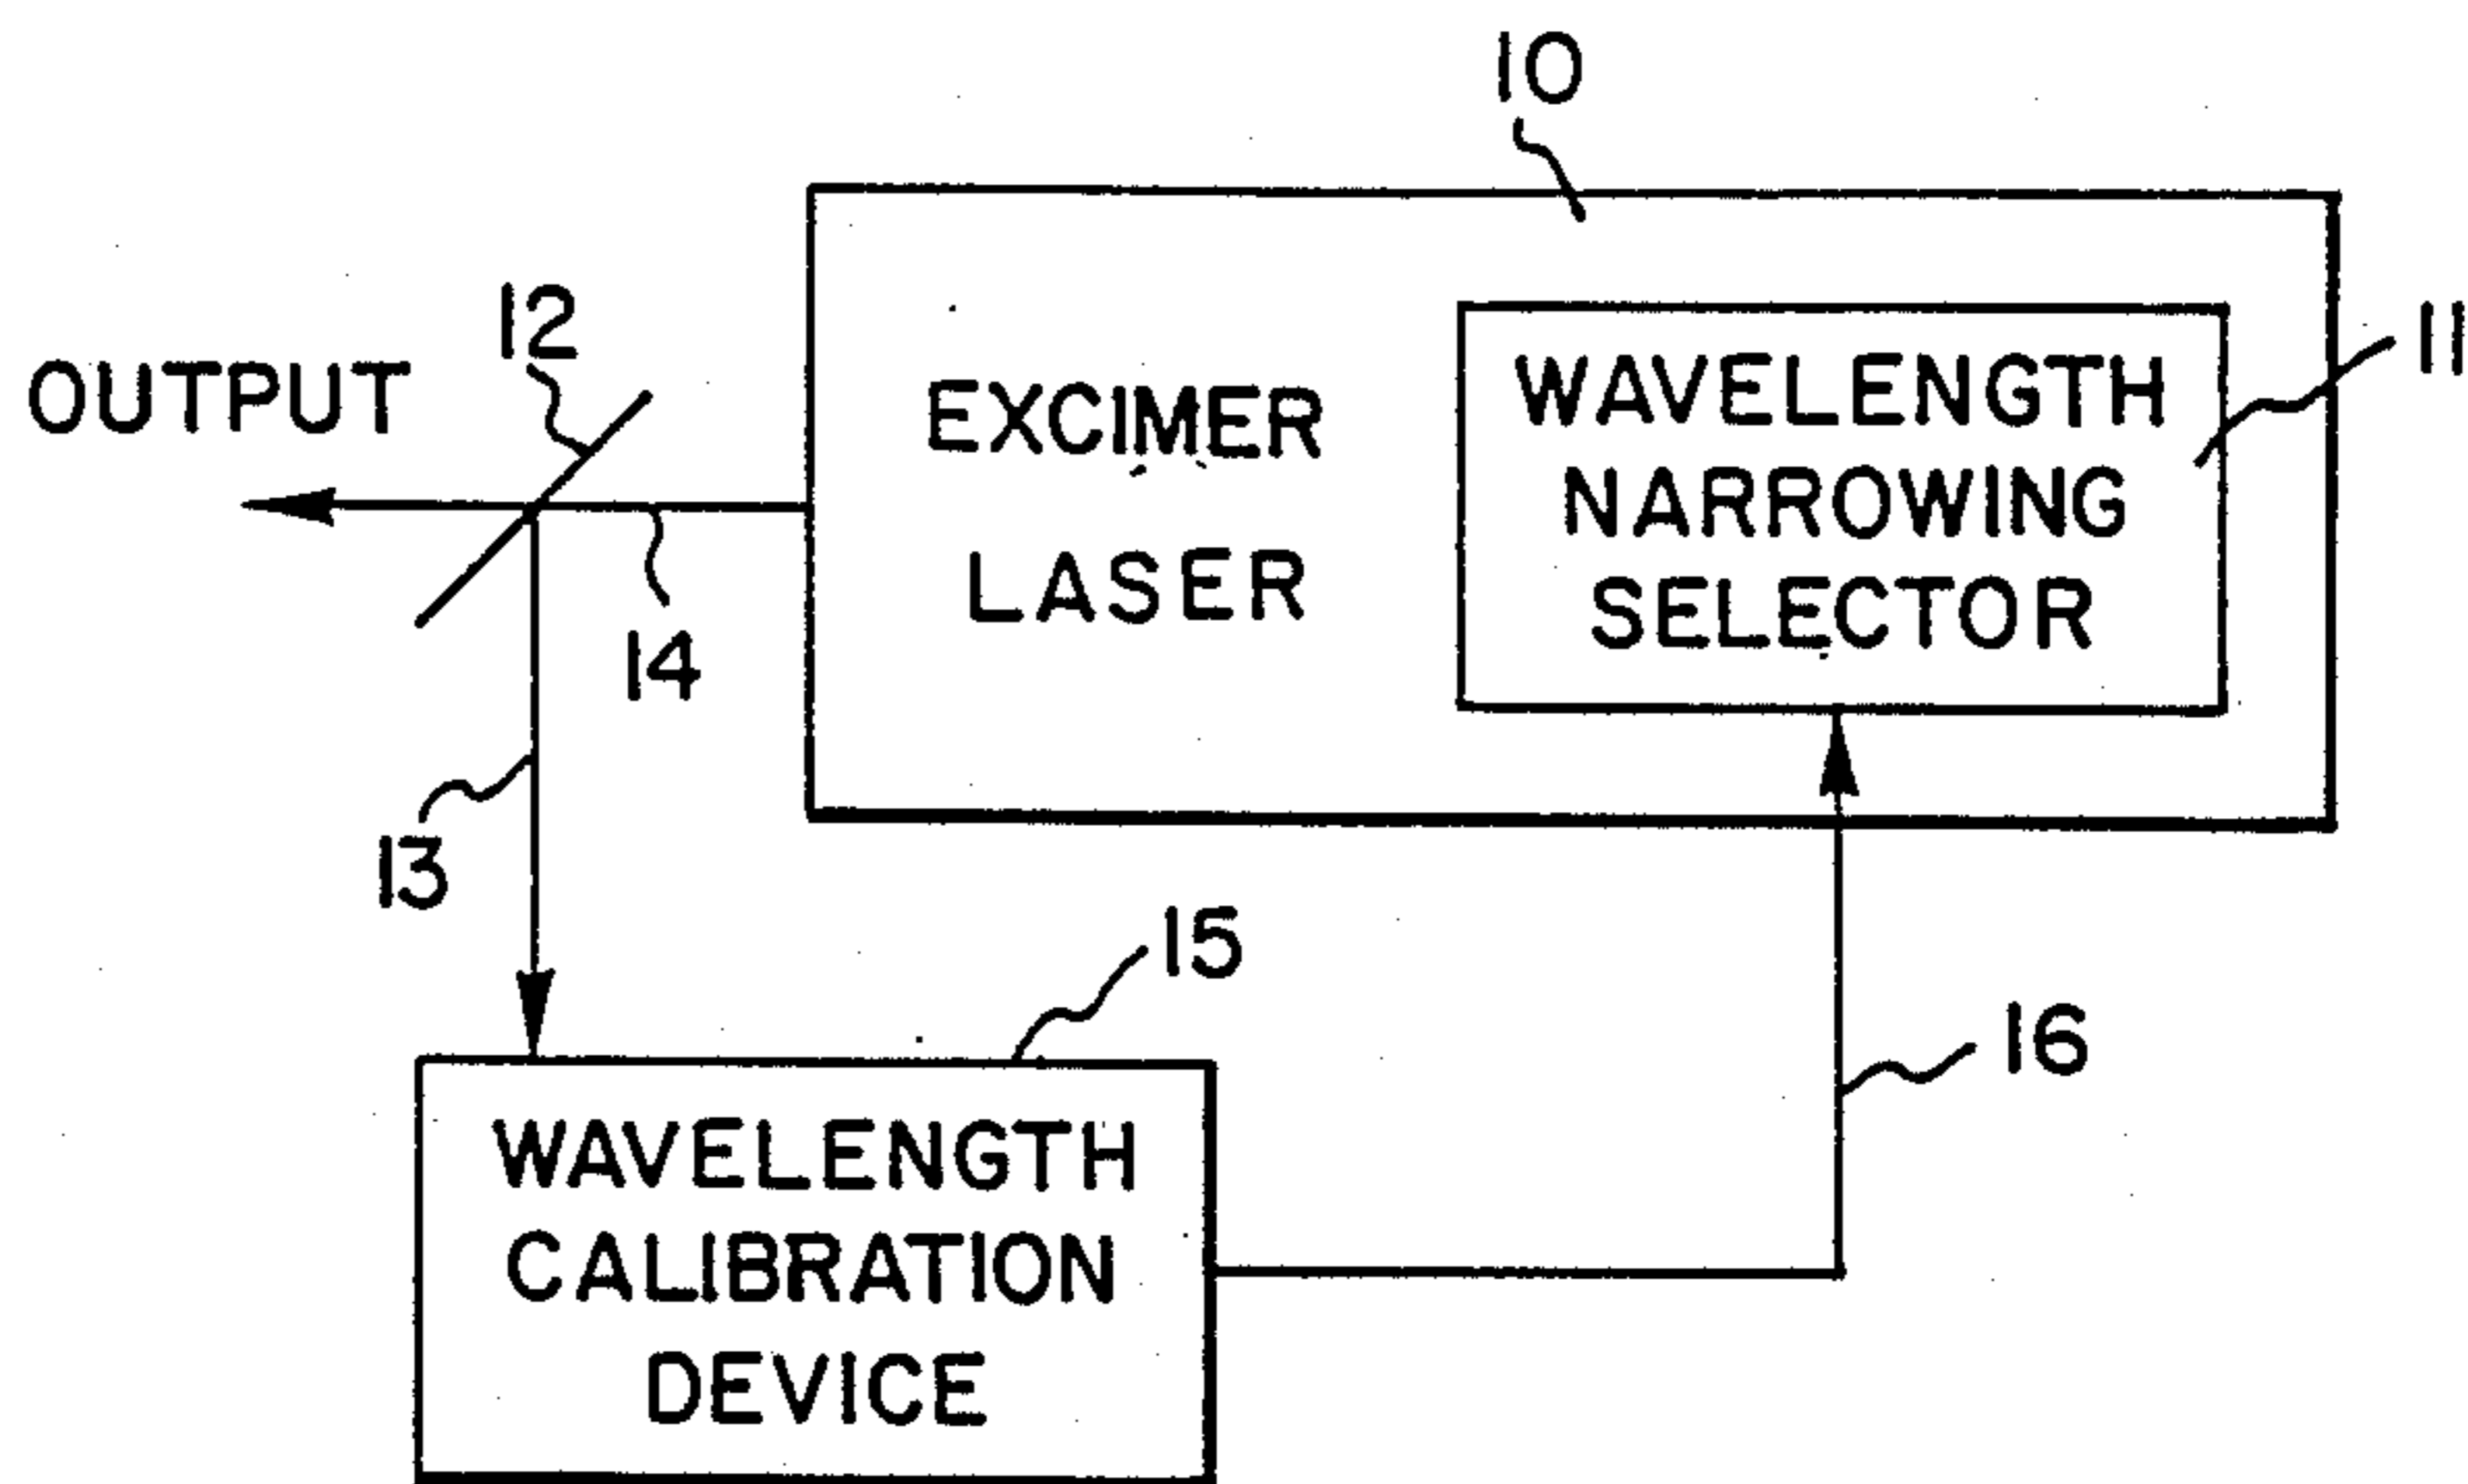 10
12
11
OUTPUT
EXCIMER
LASER
WAVELENGTH
NARROWING
SELECTOR
14
13
15
16
WAVELENGTH
CALIBRATION
DEVICE